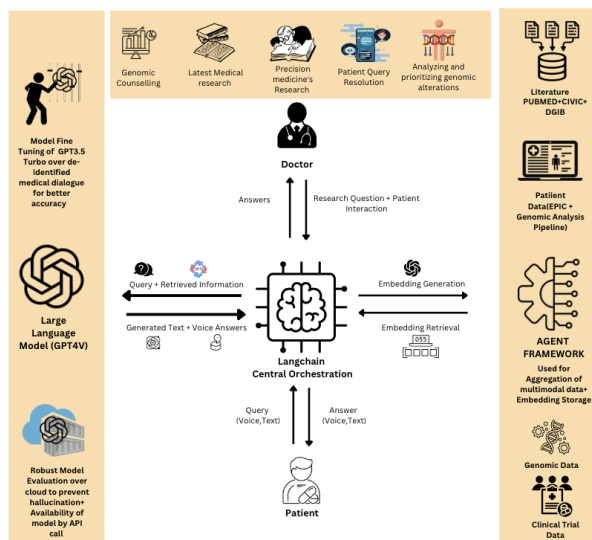 Genomic
Counselling
Latest Medical
research
Precision
medicine's
Research
Patient Query
Resolution
Analyzing and
prioritizing genomic
alterations
Model Fine
Tuning of GPT3.5
Turbo over de-
identified
medical dialogue
for better
accuracy
Large
Language
Model (GPT4V)
Robust Model
Evaluation over
cloud to prevent
hallucination+
Availability of
model by API
call
Doctor
Answers
Research Question + Patient
Interaction
Query + Retrieved Information
Generated Text + Voice Answers
Embedding Generation
Embedding Retrieval
Langchain
Central Orchestration
Query
(Voice,Text)
Answer
(Voice,Text)
Patient
Literature
PUBMED+CIVIC+
DGIB
Patiient
Data(EPIC +
Genomic Analysis
Pipeline)
AGENT
FRAMEWORK
Used for
Aggregation of
multimodal data+
Embedding Storage
Genomic Data
Clinical Trial
Data